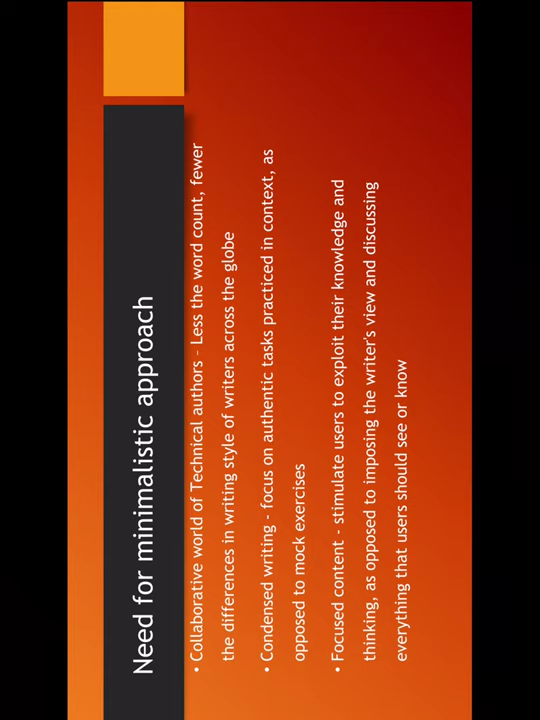 Need for minimalistic approach
• Collaborative world of Technical authors - Less the word count, fewer
the differences in writing style of writers across the globe
• Condensed writing - focus on authentic tasks practiced in context, as
opposed to mock exercises
• Focused content - stimulate users to exploit their knowledge and
thinking, as opposed to imposing the writer's view and discussing
everything that users should see or know